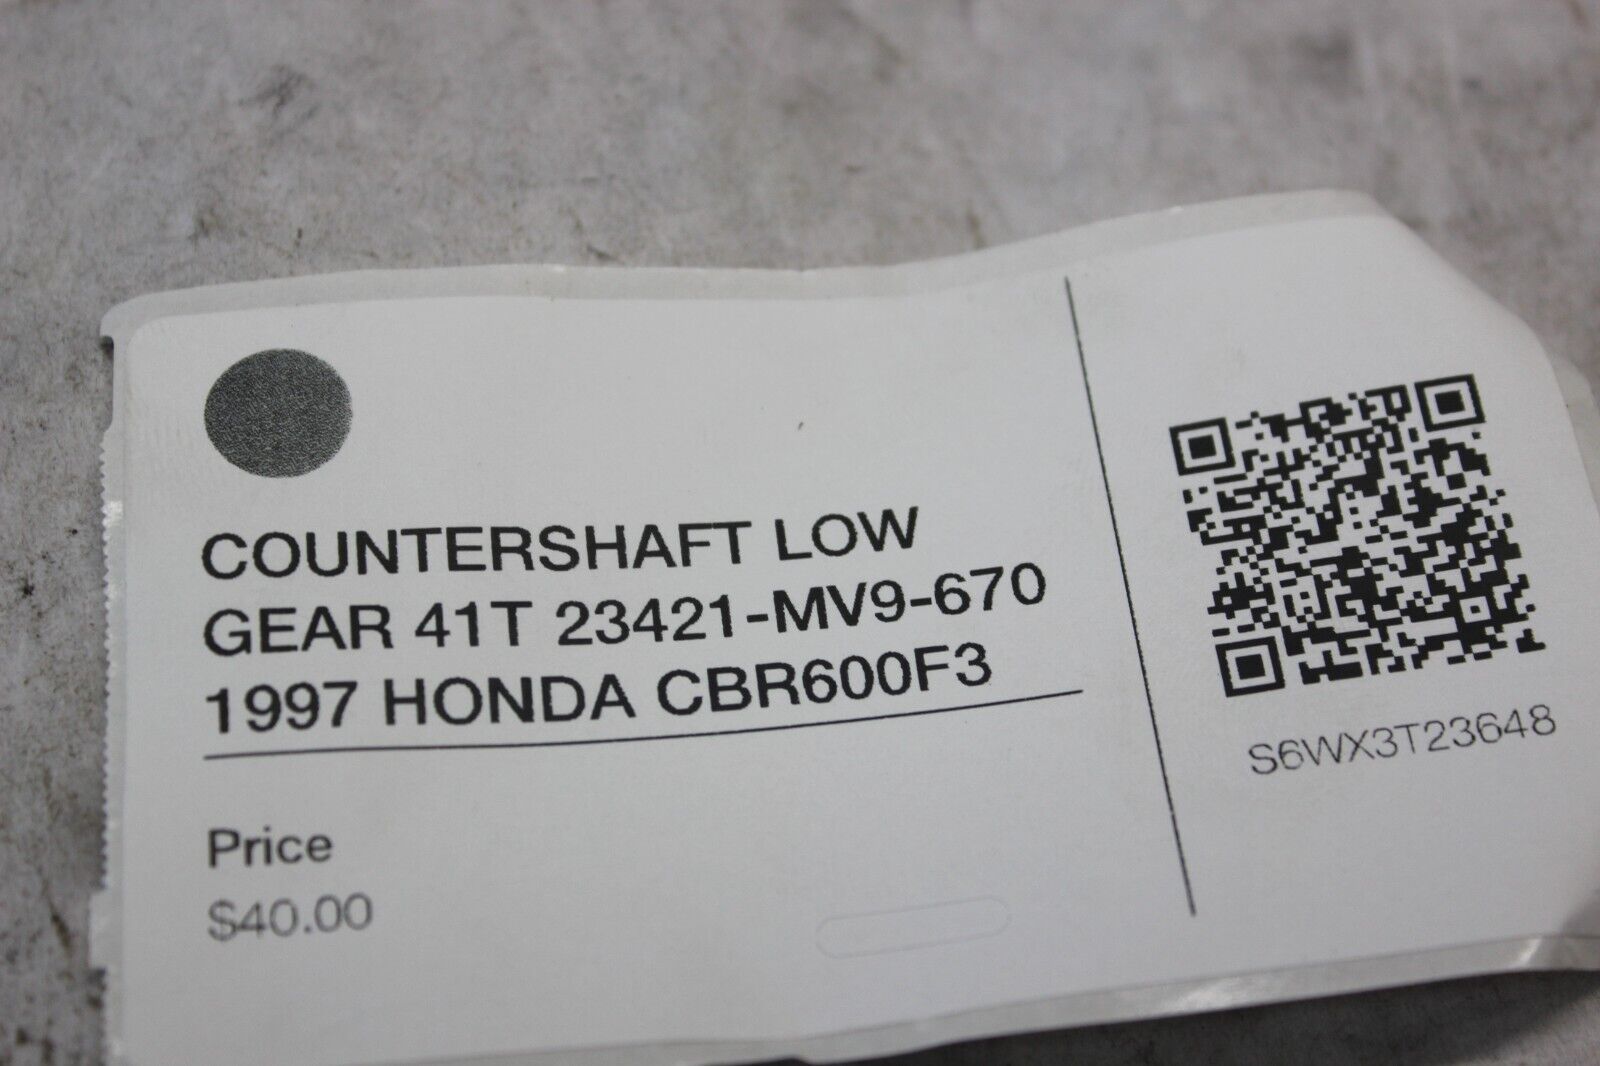 COUNTERSHAFT LOW
GEAR 41T 23421-MV9-670
1997 HONDA CBR600F3
Price
$40.00
S6WX3T23648